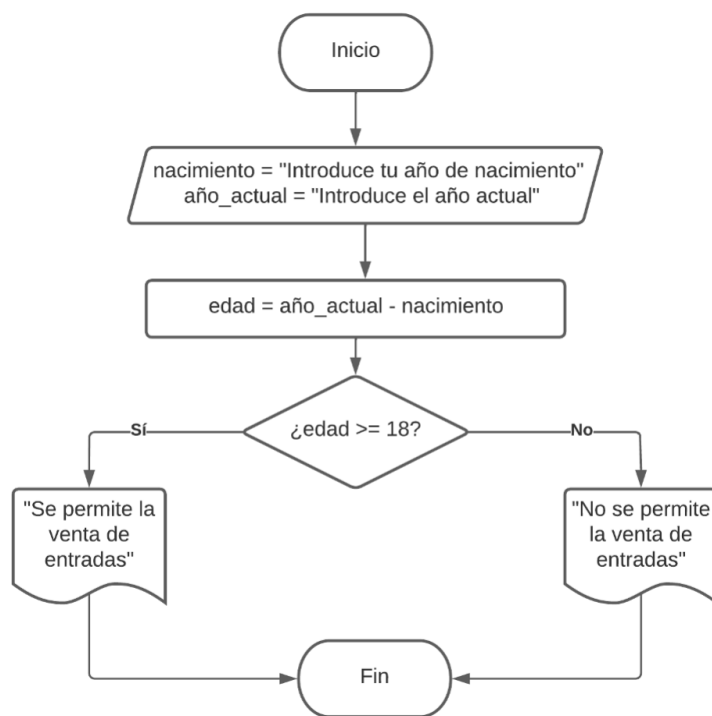 Inicio
nacimiento = "Introduce tu año de nacimiento"
año_actual = "Introduce el año actual"
edad = año_actual - nacimiento
¿edad >= 18?
Sí
No
"Se permite la
venta de
entradas"
"No se permite
la venta de
entradas"
Fin